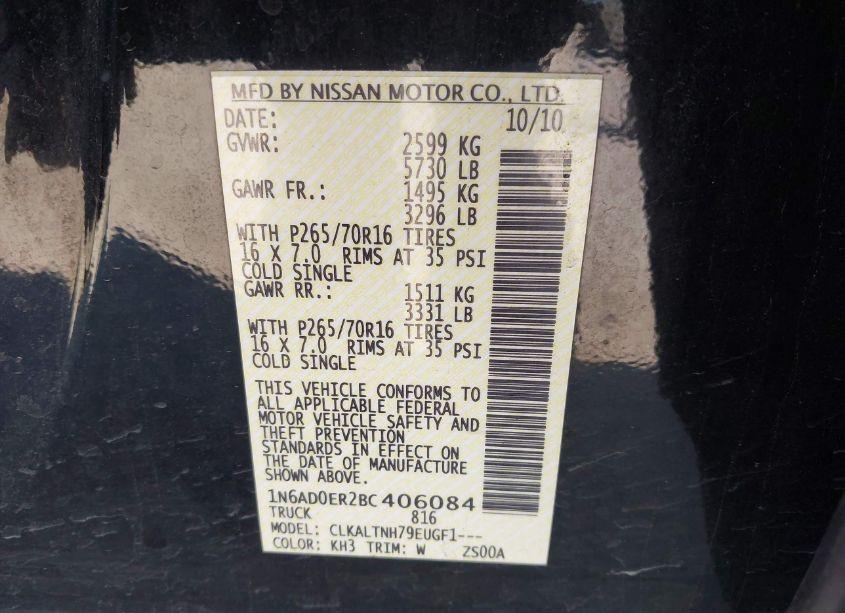 MFD BY NISSAN MOTOR CO., LTD.
DATE: 10/10
GVWR: 2599 KG
5730 LB
GAWR FR.: 1495 KG
3296 LB
WITH P265/70R16 TIRES
16 X 7.0 RIMS AT 35 PSI
COLD SINGLE
GAWR RR.: 1511 KG
3331 LB
WITH P265/70R16 TIRES
16 X 7.0 RIMS AT 35 PSI
COLD SINGLE
THIS VEHICLE CONFORMS TO
ALL APPLICABLE FEDERAL
MOTOR VEHICLE SAFETY AND
THEFT PREVENTION
STANDARDS IN EFFECT ON
THE DATE OF MANUFACTURE
SHOWN ABOVE.
1N6AD0ER2BC406084
TRUCK 816
MODEL: CLKALTNH79EUGF1---
COLOR: KH3 TRIM: W ZS00A